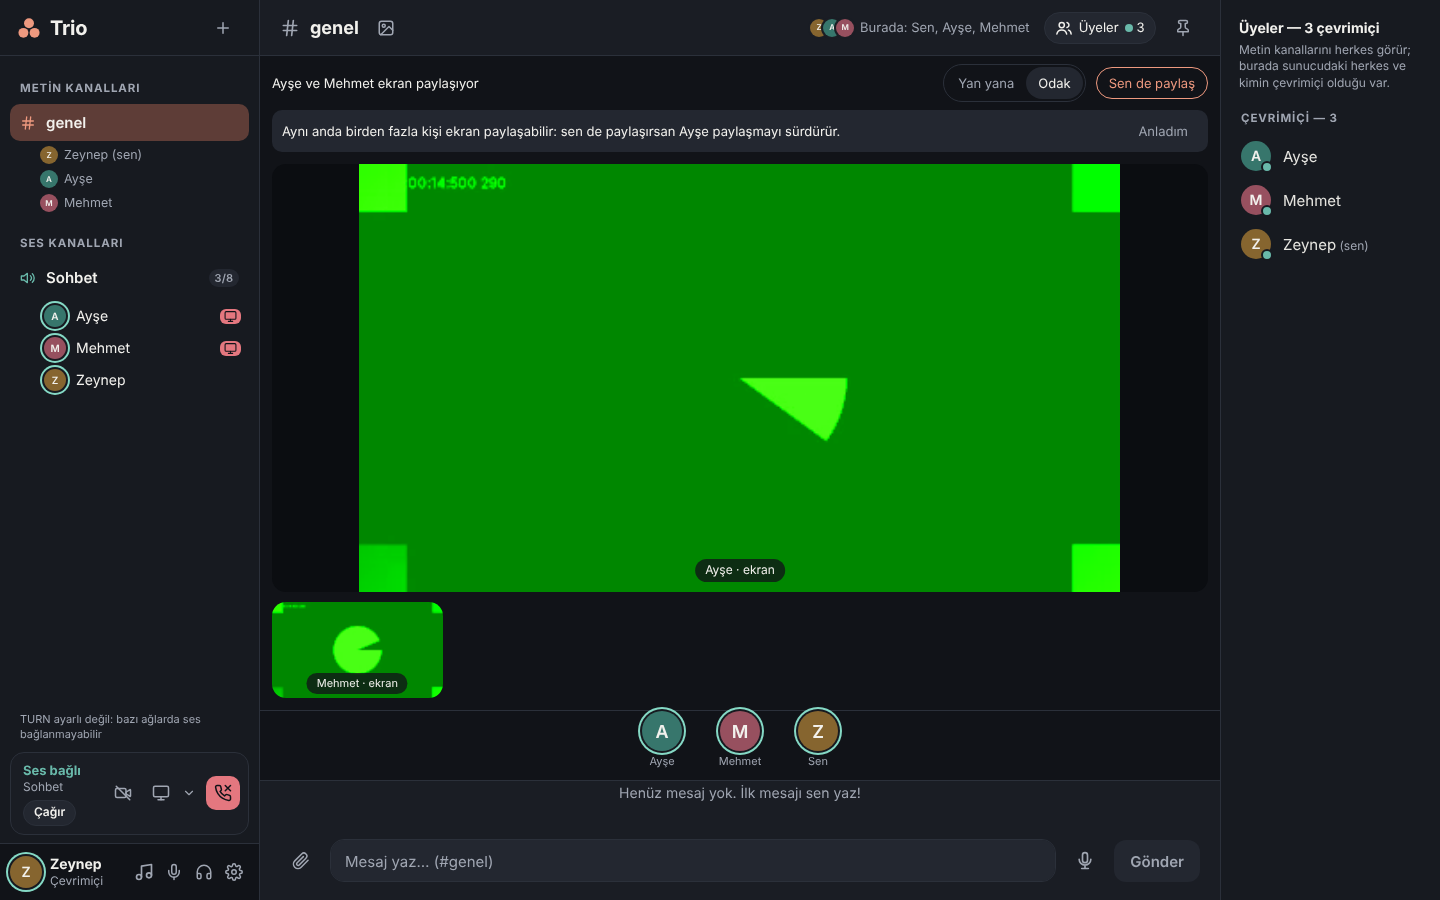 Trio
METİN KANALLARI
genel
Z Zeynep (sen)
A Ayşe
M Mehmet
SES KANALLARI
Sohbet 3/8
A Ayşe
M Mehmet
Z Zeynep
TURN ayarlı değil: bazı ağlarda ses
bağlanmayabilir
Ses bağlı
Sohbet
Çağır
Z Zeynep
Çevrimiçi
# genel
Z A M Burada: Sen, Ayşe, Mehmet
Üyeler 3
Ayşe ve Mehmet ekran paylaşıyor
Yan yana Odak Sen de paylaş
Aynı anda birden fazla kişi ekran paylaşabilir: sen de paylaşırsan Ayşe paylaşmayı sürdürür. Anladım
00:14:500 290
Ayşe · ekran
Mehmet · ekran
A M Z
Ayşe Mehmet Sen
Henüz mesaj yok. İlk mesajı sen yaz!
Mesaj yaz... (#genel) Gönder
Üyeler — 3 çevrimiçi
Metin kanallarını herkes görür;
burada sunucudaki herkes ve
kimin çevrimiçi olduğu var.
ÇEVRİMİÇİ — 3
A Ayşe
M Mehmet
Z Zeynep (sen)